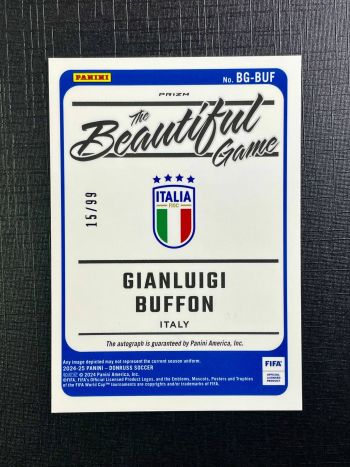 PANINI
No. BG-BUF
PRIZM
The
Beautiful
Game
15/99
ITALIA
FIGC
GIANLUIGI
BUFFON
ITALY
The autograph is guaranteed by Panini America, Inc.
Any image depicted may not represent the current season uniform.
2024-25 PANINI – DONRUSS SOCCER
© 2024 Panini America, Inc.
©FIFA, FIFA's Official Licensed Product Logos, and the Emblems, Mascots, Posters and Trophies
of the FIFA World Cup™ tournaments are copyrights and/or trademarks of FIFA.
FIFA
OFFICIAL
LICENSED
PRODUCT